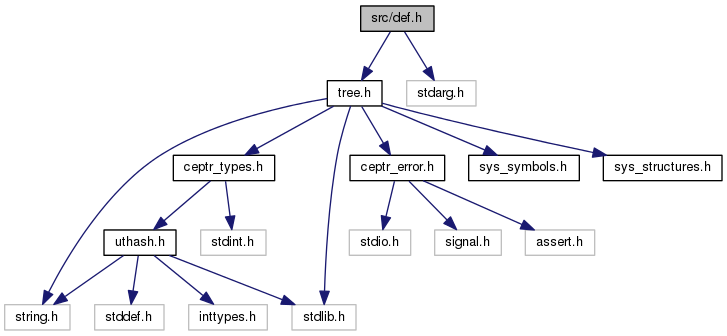 src/def.h
tree.h
stdarg.h
ceptr_types.h
ceptr_error.h
sys_symbols.h
sys_structures.h
uthash.h
stdint.h
stdio.h
signal.h
assert.h
string.h
stddef.h
inttypes.h
stdlib.h